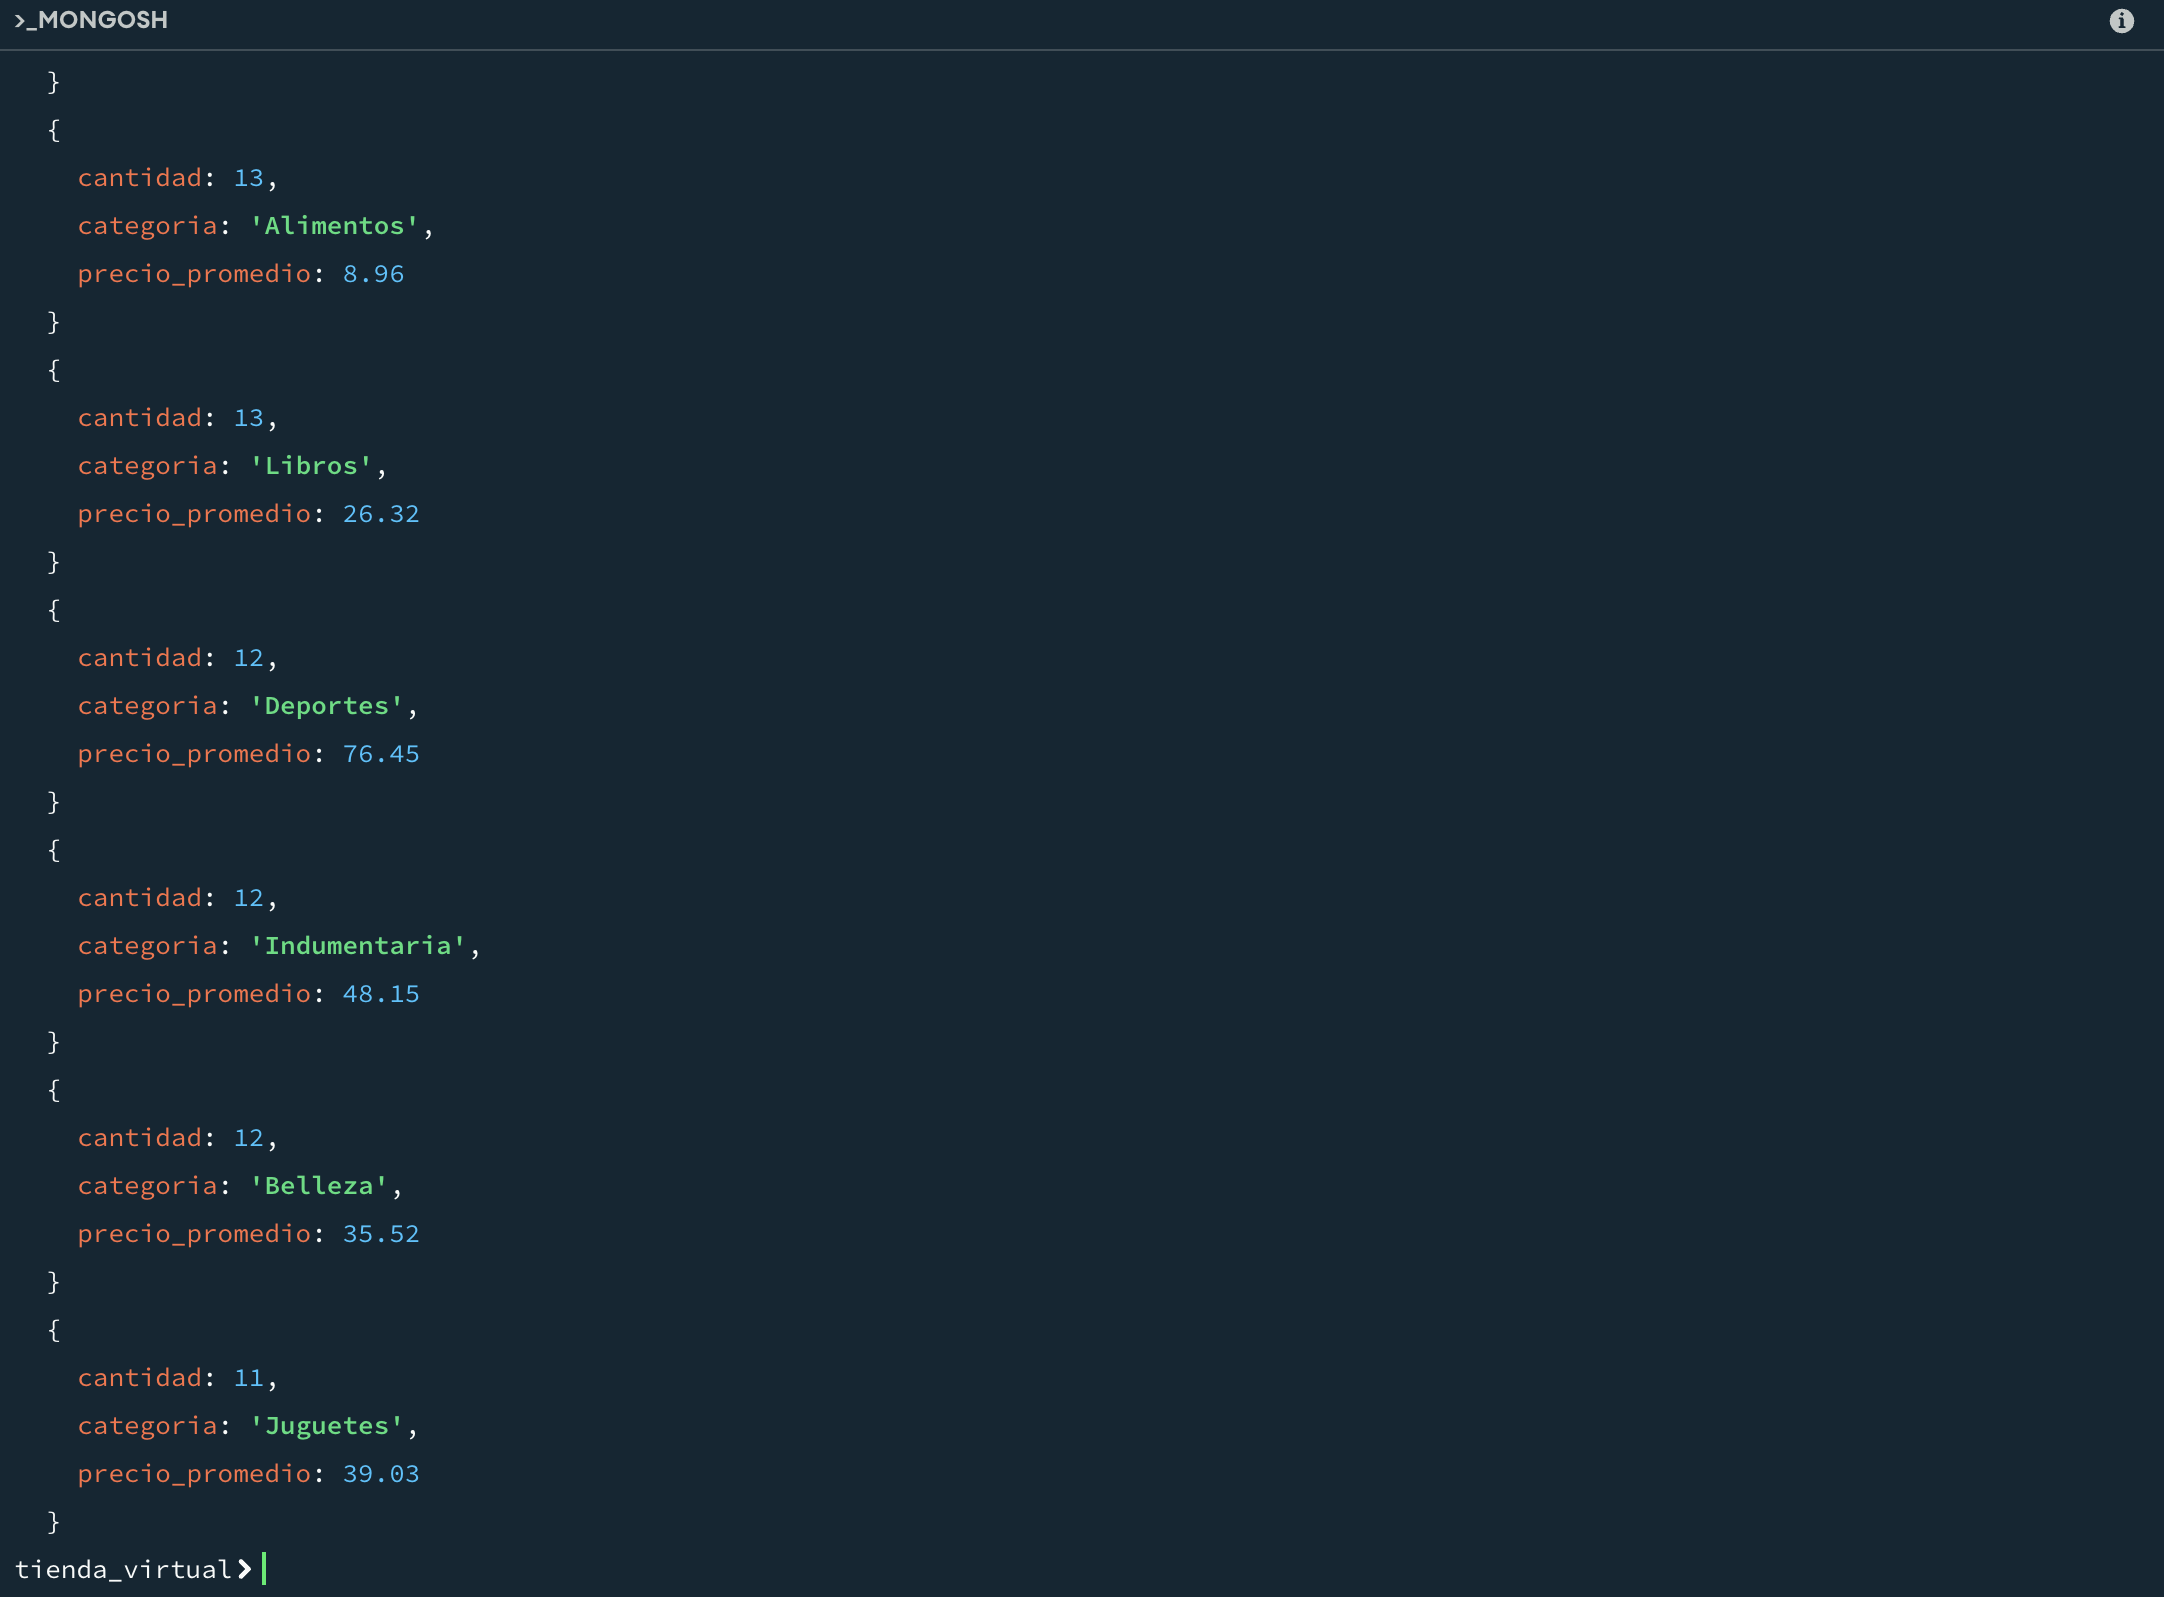 >_MONGOSH
}
{
cantidad: 13,
categoria: 'Alimentos',
precio_promedio: 8.96
}
{
cantidad: 13,
categoria: 'Libros',
precio_promedio: 26.32
}
{
cantidad: 12,
categoria: 'Deportes',
precio_promedio: 76.45
}
{
cantidad: 12,
categoria: 'Indumentaria',
precio_promedio: 48.15
}
{
cantidad: 12,
categoria: 'Belleza',
precio_promedio: 35.52
}
{
cantidad: 11,
categoria: 'Juguetes',
precio_promedio: 39.03
}
tienda_virtual>